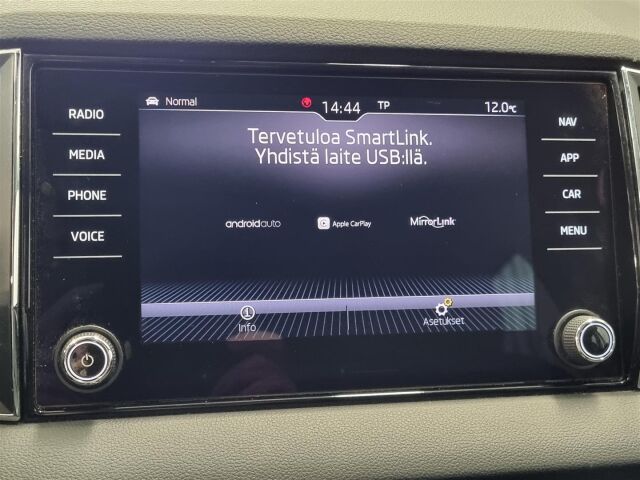 RADIO
MEDIA
PHONE
VOICE
Normal 14:44 TP 12.0°C
Tervetuloa SmartLink.
Yhdistä laite USB:llä.
androidauto Apple CarPlay MirrorLink
Info Asetukset
NAV
APP
CAR
MENU